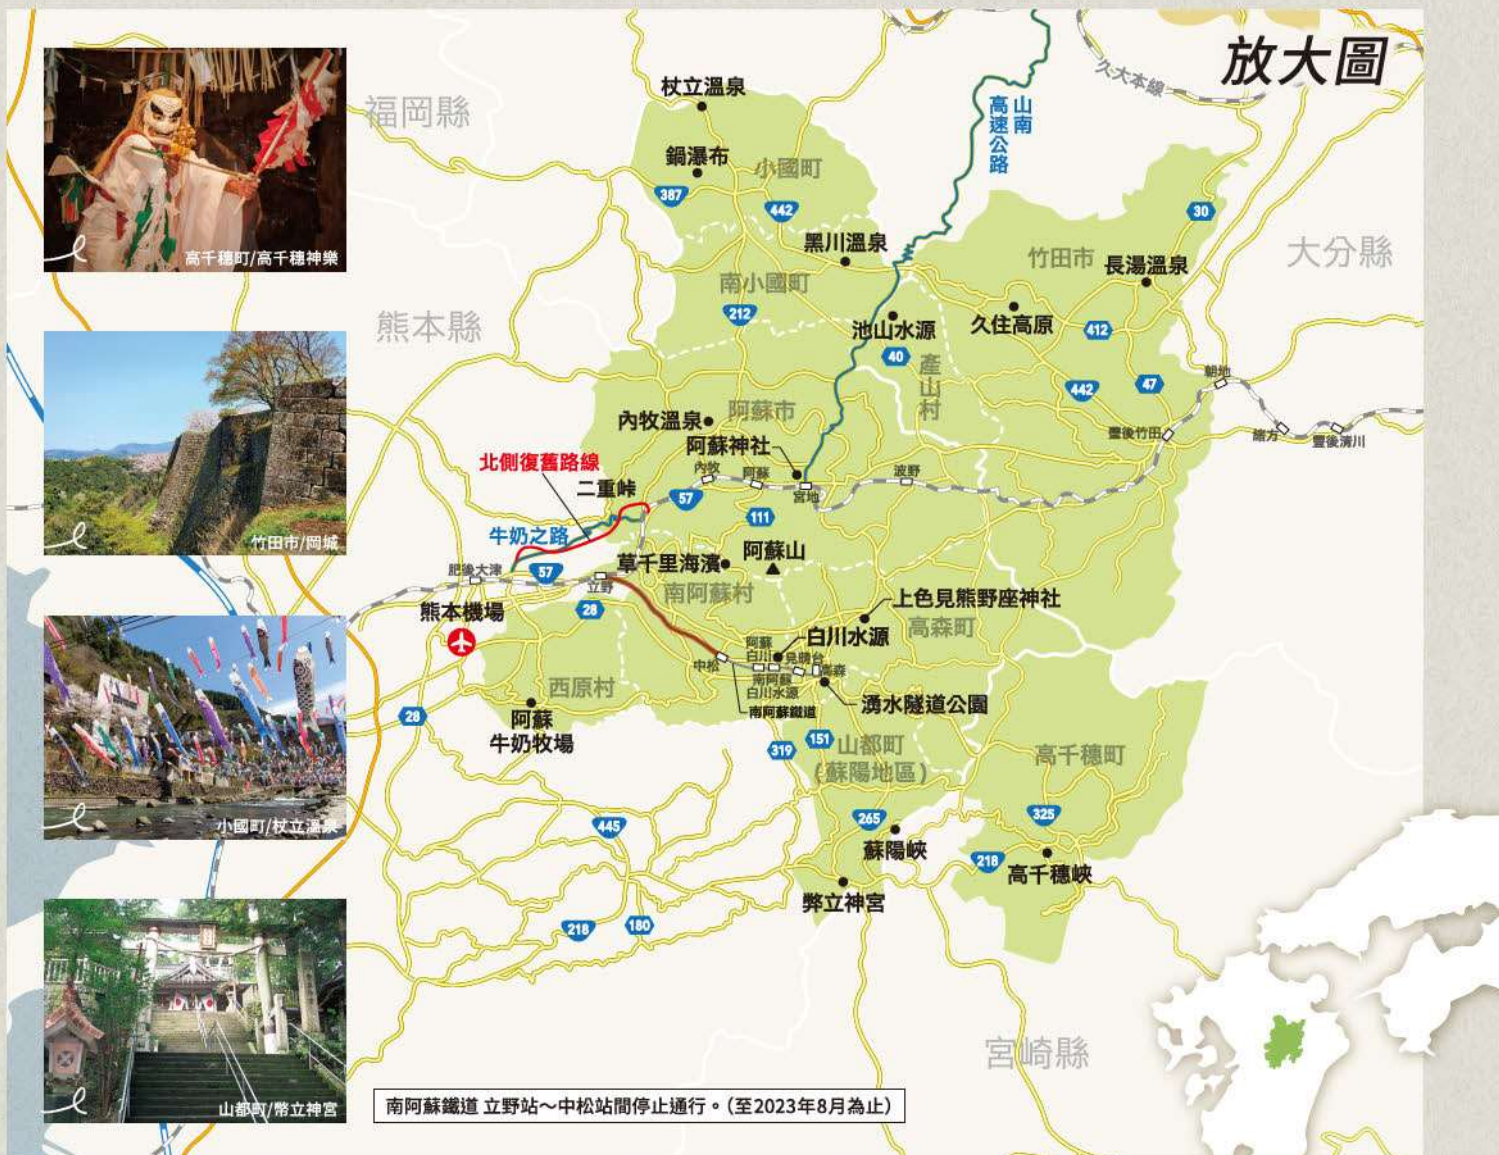 放大圖
久大本線
山南
高速公路
杖立溫泉
福岡縣
鍋瀑布
小國町
387
442
30
高千穗町/高千穗神樂
黑川溫泉
竹田市
長湯溫泉
大分縣
南小國町
熊本縣
212
池山水源
久住高原
412
40
產山村
442
47
朝地
內牧溫泉
阿蘇市
阿蘇神社
豐後竹田
緒方
豐後清川
北側復舊路線
二重峠
內牧
阿蘇
宮地
波野
57
111
牛奶之路
竹田市/岡城
肥後大津
57
立野
草千里海濱
阿蘇山
南阿蘇村
28
熊本機場
上色見熊野座神社
高森町
白川水源
阿蘇
白川
見晴台
高森
中松
南阿蘇
白川水源
南阿蘇鐵道
西原村
湧水隧道公園
28
阿蘇
牛奶牧場
319
151
山都町
(蘇陽地區)
高千穗町
小國町/杖立溫泉
445
265
325
蘇陽峽
218
高千穗峽
弊立神宮
218
180
宮崎縣
山都町/幣立神宮
南阿蘇鐵道 立野站～中松站間停止通行。(至2023年8月為止)